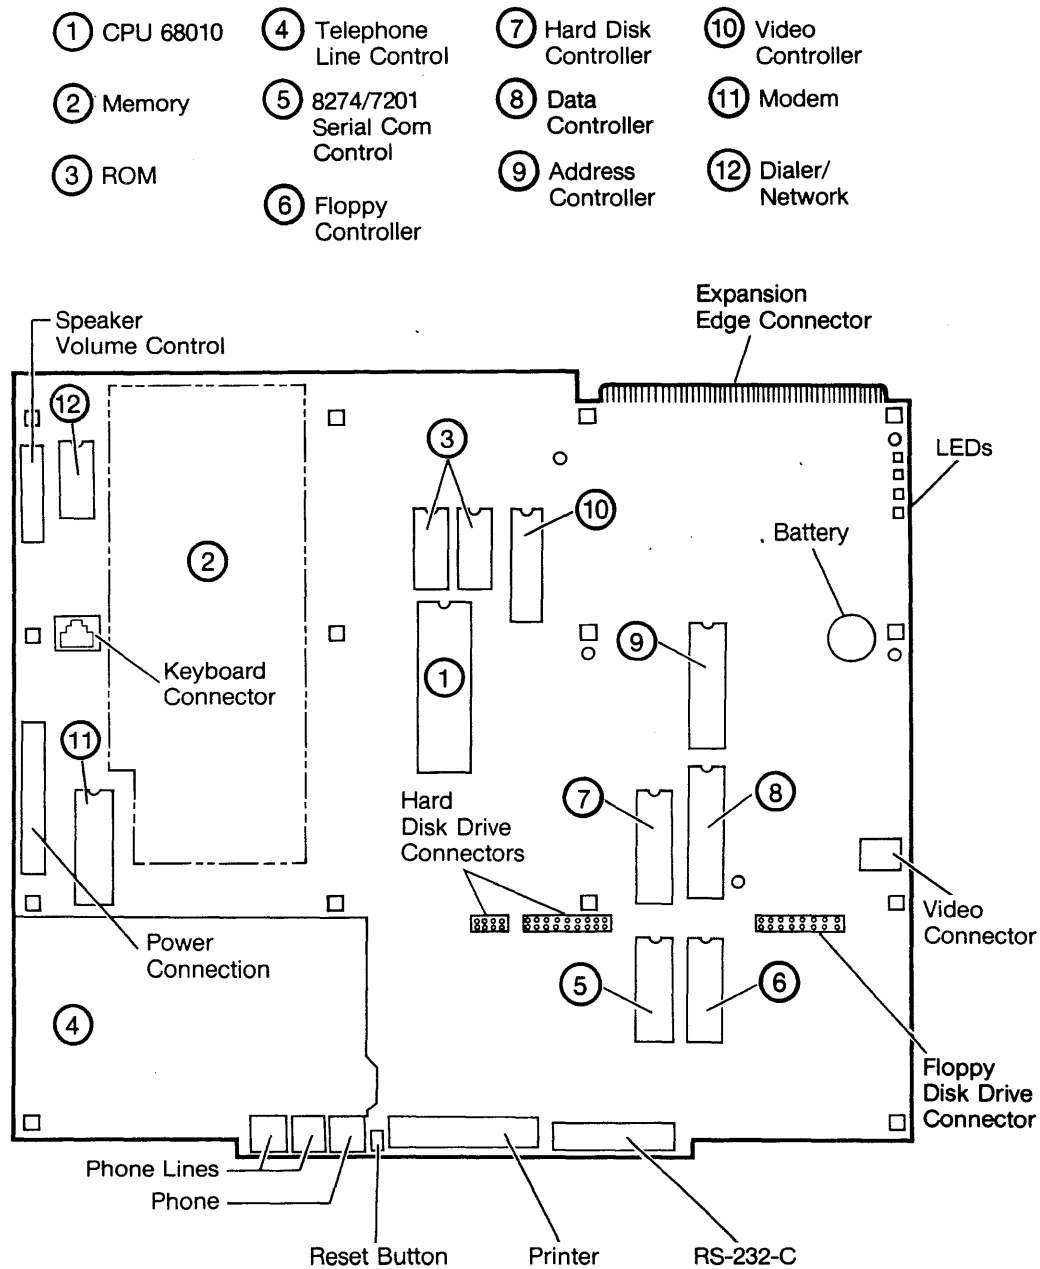 1 CPU 68010
2 Memory
3 ROM
4 Telephone
Line Control
5 8274/7201
Serial Com
Control
6 Floppy
Controller
7 Hard Disk
Controller
8 Data
Controller
9 Address
Controller
10 Video
Controller
11 Modem
12 Dialer/
Network
Speaker
Volume Control
Expansion
Edge Connector
12
3
LEDs
10
Battery
2
9
Keyboard
Connector
1
11
7
8
Hard
Disk Drive
Connectors
Video
Connector
Power
Connection
5
6
4
Floppy
Disk Drive
Connector
Phone Lines
Phone
Reset Button
Printer
RS-232-C